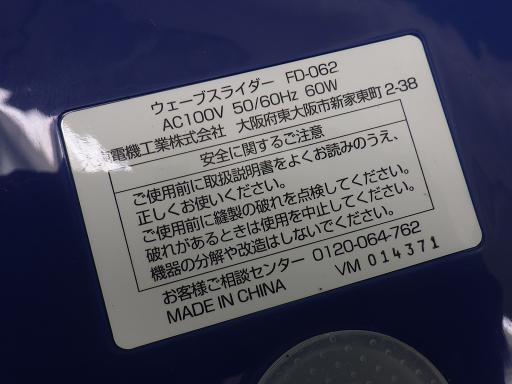 ウェーブスライダー FD-062
AC100V 50/60Hz 60W
電機工業株式会社 大阪府東大阪市新家東町2-38
安全に関するご注意
ご使用前に取扱説明書をよくお読みのうえ、
正しくお使いください。
ご使用前に縫製の破れを点検してください。
破れがあるときは使用を中止してください。
機器の分解や改造はしないでください。
お客様ご相談センター 0120-064-762
MADE IN CHINA VM 014371